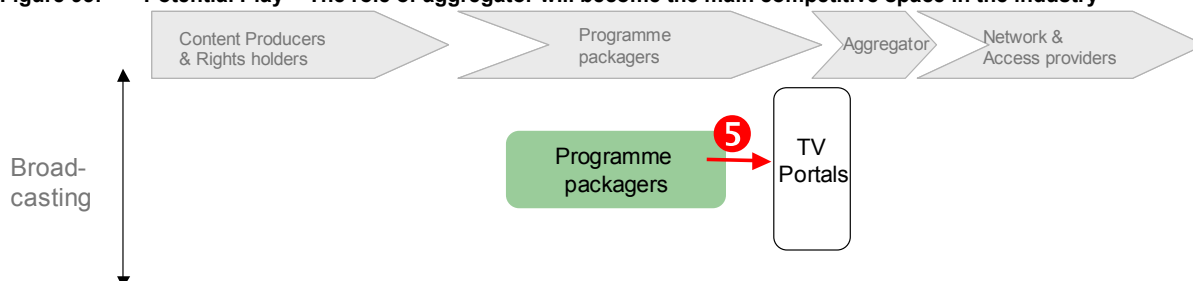 Potential Play – The role of aggregator will become the main competitive space in the industry
Content Producers
& Rights holders
Programme
packagers
Aggregator
Network &
Access providers
Broad-
casting
Programme
packagers
5
TV
Portals